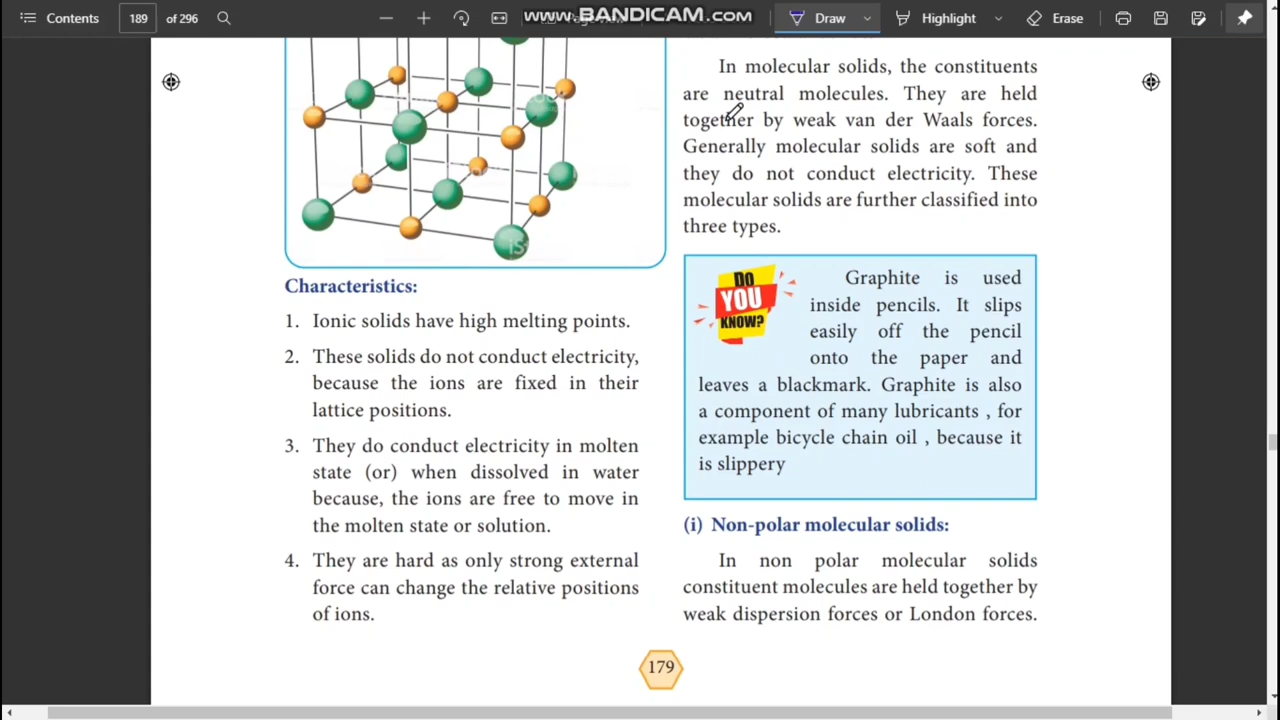 Contents
189
of 296
www.BANDICAM.com
Draw
Highlight
Erase
iS
Characteristics:
1. Ionic solids have high melting points.
2. These solids do not conduct electricity,
because the ions are fixed in their
lattice positions.
3. They do conduct electricity in molten
state (or) when dissolved in water
because, the ions are free to move in
the molten state or solution.
4. They are hard as only strong external
force can change the relative positions
of ions.
In molecular solids, the constituents
are neutral molecules. They are held
together by weak van der Waals forces.
Generally molecular solids are soft and
they do not conduct electricity. These
molecular solids are further classified into
three types.
DO
YOU
KNOW?
Graphite is used
inside pencils. It slips
easily off the pencil
onto the paper and
leaves a blackmark. Graphite is also
a component of many lubricants , for
example bicycle chain oil , because it
is slippery
(i) Non-polar molecular solids:
In non polar molecular solids
constituent molecules are held together by
weak dispersion forces or London forces.
179